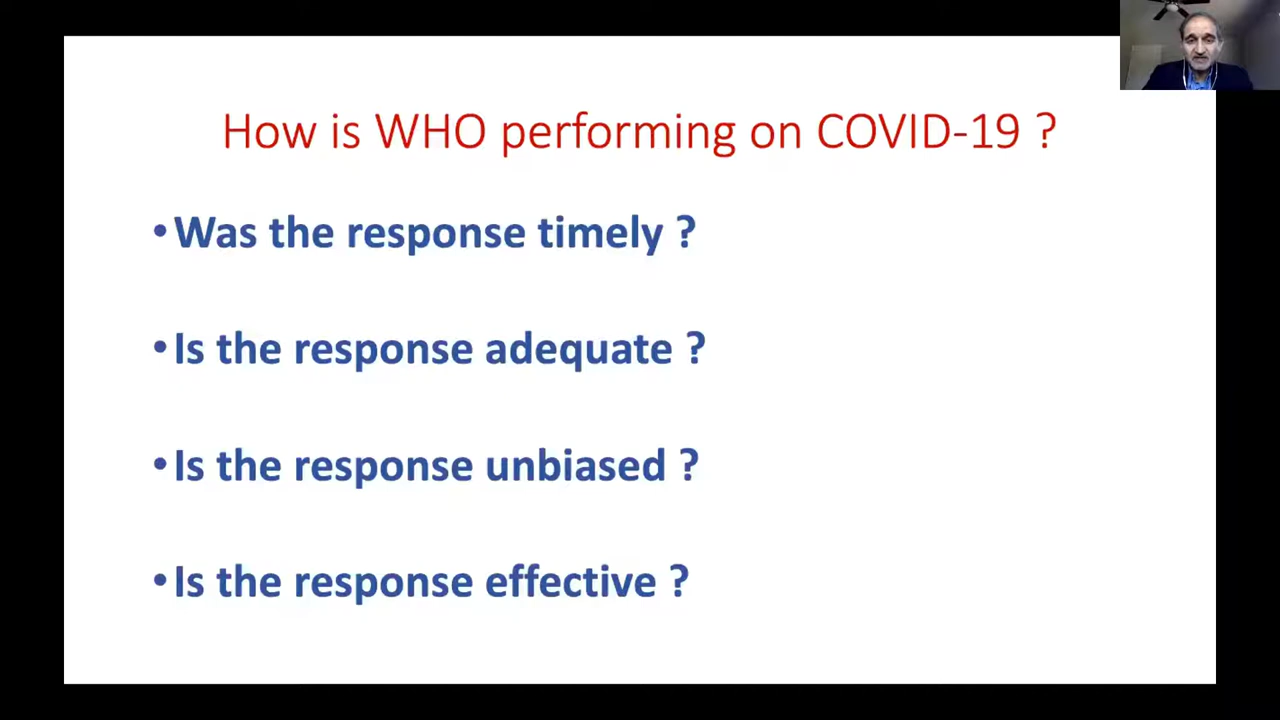 How is WHO performing on COVID-19 ?
•Was the response timely ?
•Is the response adequate ?
•Is the response unbiased ?
•Is the response effective ?